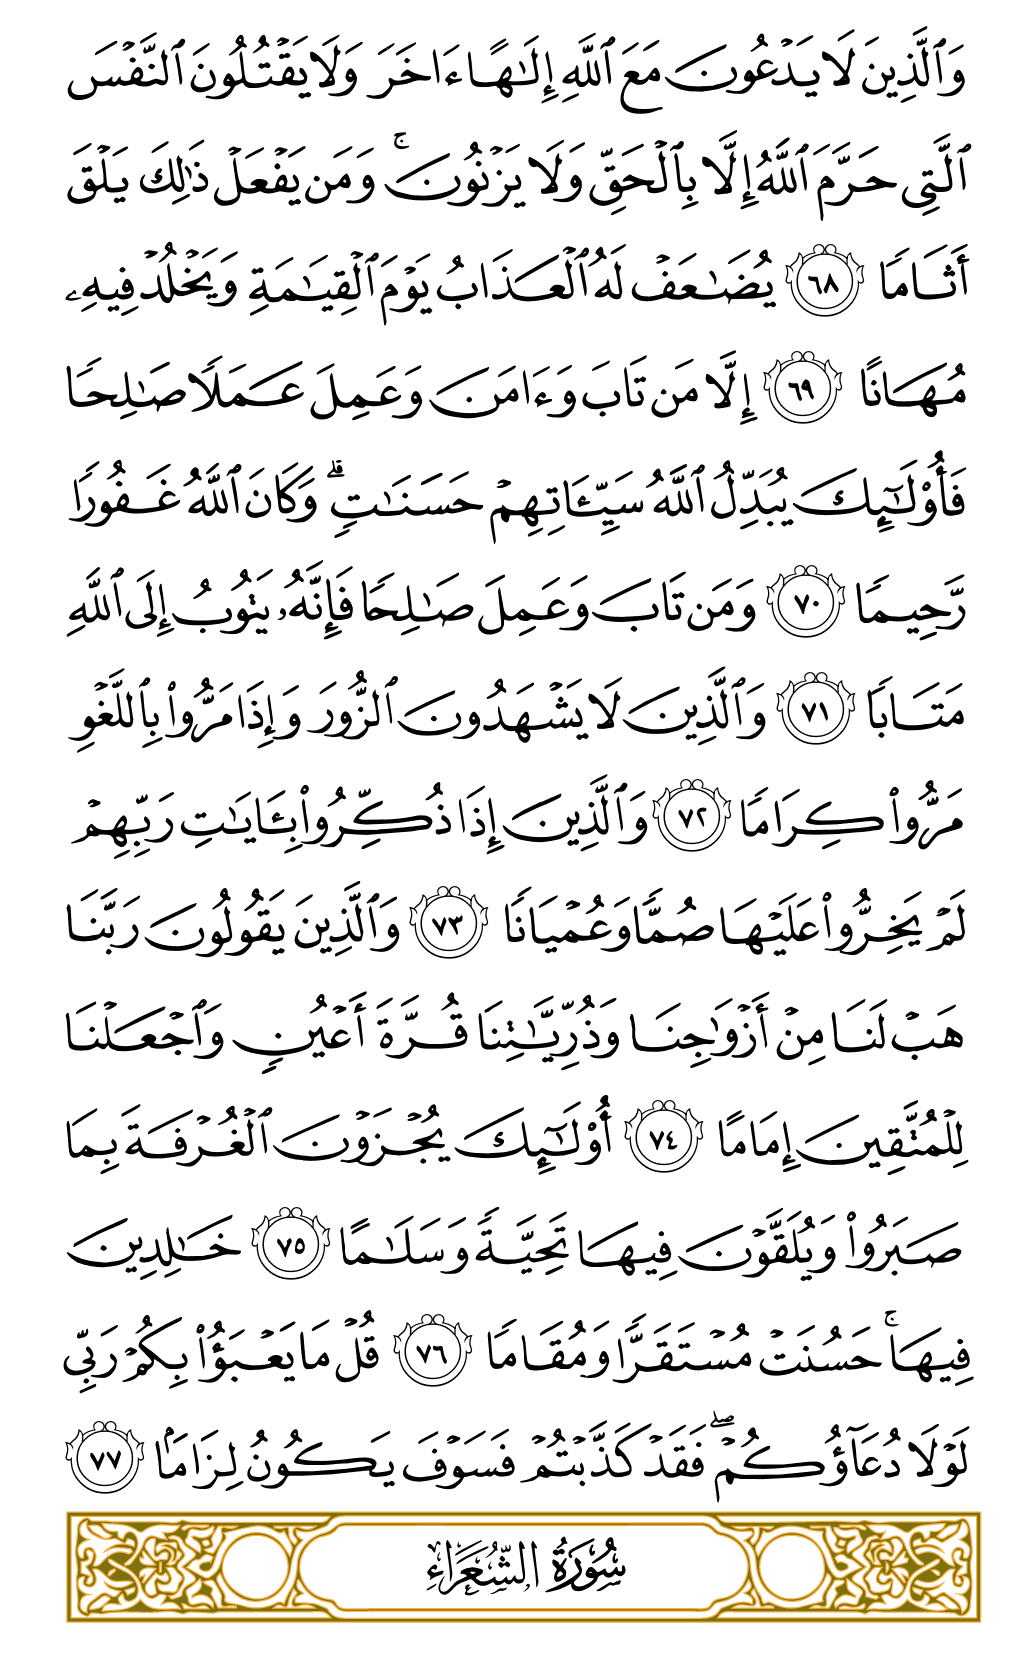 وَٱلَّذِينَ لَا يَدۡعُونَ مَعَ ٱللَّهِ إِلَٰهًا ءَاخَرَ وَلَا يَقۡتُلُونَ ٱلنَّفۡسَ
ٱلَّتِي حَرَّمَ ٱللَّهُ إِلَّا بِٱلۡحَقِّ وَلَا يَزۡنُونَۚ وَمَن يَفۡعَلۡ ذَٰلِكَ يَلۡقَ
أَثَامٗا ٦٨ يُضَٰعَفۡ لَهُ ٱلۡعَذَابُ يَوۡمَ ٱلۡقِيَٰمَةِ وَيَخۡلُدۡ فِيهِۦ
مُهَانًا ٦٩ إِلَّا مَن تَابَ وَءَامَنَ وَعَمِلَ عَمَلٗا صَٰلِحٗا
فَأُوْلَٰٓئِكَ يُبَدِّلُ ٱللَّهُ سَيِّـَٔاتِهِمۡ حَسَنَٰتٖۗ وَكَانَ ٱللَّهُ غَفُورٗا
رَّحِيمٗا ٧٠ وَمَن تَابَ وَعَمِلَ صَٰلِحٗا فَإِنَّهُۥ يَتُوبُ إِلَى ٱللَّهِ
مَتَابٗا ٧١ وَٱلَّذِينَ لَا يَشۡهَدُونَ ٱلزُّورَ وَإِذَا مَرُّواْ بِٱللَّغۡوِ
مَرُّواْ كِرَامٗا ٧٢ وَٱلَّذِينَ إِذَا ذُكِّرُواْ بِـَٔايَٰتِ رَبِّهِمۡ
لَمۡ يَخِرُّواْ عَلَيۡهَا صُمّٗا وَعُمۡيَانٗا ٧٣ وَٱلَّذِينَ يَقُولُونَ رَبَّنَا
هَبۡ لَنَا مِنۡ أَزۡوَٰجِنَا وَذُرِّيَّٰتِنَا قُرَّةَ أَعۡيُنٖ وَٱجۡعَلۡنَا
لِلۡمُتَّقِينَ إِمَامًا ٧٤ أُوْلَٰٓئِكَ يُجۡزَوۡنَ ٱلۡغُرۡفَةَ بِمَا
صَبَرُواْ وَيُلَقَّوۡنَ فِيهَا تَحِيَّةٗ وَسَلَٰمًا ٧٥ خَٰلِدِينَ
فِيهَاۚ حَسُنَتۡ مُسۡتَقَرّٗا وَمُقَامٗا ٧٦ قُلۡ مَا يَعۡبَؤُاْ بِكُمۡ رَبِّي
لَوۡلَا دُعَآؤُكُمۡۖ فَقَدۡ كَذَّبۡتُمۡ فَسَوۡفَ يَكُونُ لِزَامَۢا ٧٧
سُورَةُ الشُّعَرَاءِ